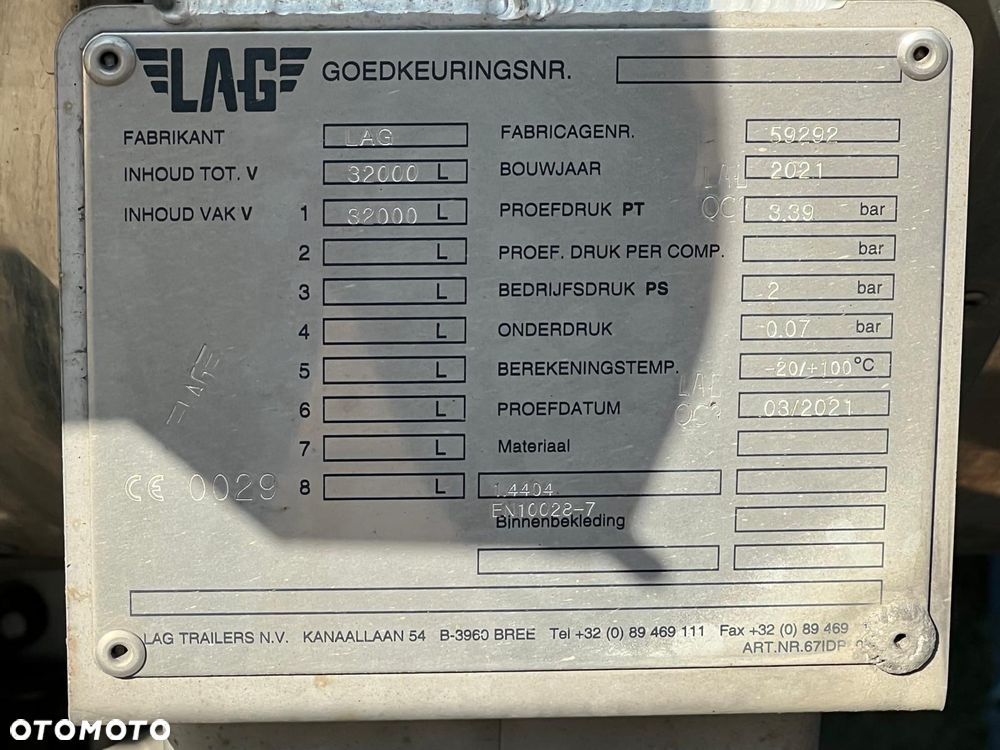 LAG GOEDKEURINGSNR.
FABRIKANT LAG FABRICAGENR. 59292
INHOUD TOT. V 32000 L BOUWJAAR 2021
INHOUD VAK V 1 32000 L PROEFDRUK PT 3.39 bar
2 L PROEF. DRUK PER COMP. bar
3 L BEDRIJFSDRUK PS 2 bar
4 L ONDERDRUK -0.07 bar
5 L BEREKENINGSTEMP. -20/+100 °C
6 L PROEFDATUM 03/2021
7 L Materiaal
CE 0029 8 L 1.4404
EN10028-7
Binnenbekleding
LAG TRAILERS N.V. KANAALLAAN 54 B-3960 BREE Tel +32 (0) 89 469 111 Fax +32 (0) 89 469
ART.NR.67IDP
OTOMOTO